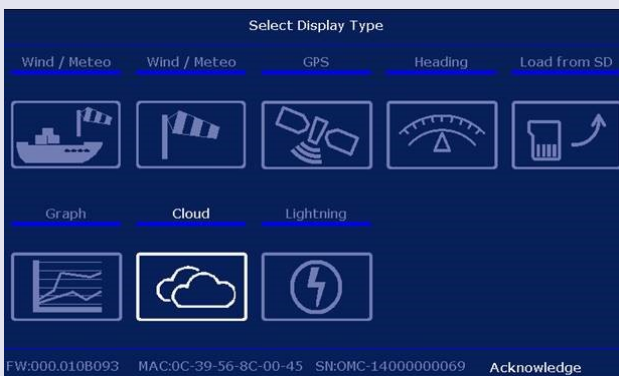 Select Display Type
Wind / Meteo Wind / Meteo GPS Heading Load from SD
Graph Cloud Lightning
FW:000.010B093 MAC:0C-39-56-8C-00-45 SN:OMC-14000000069 Acknowledge